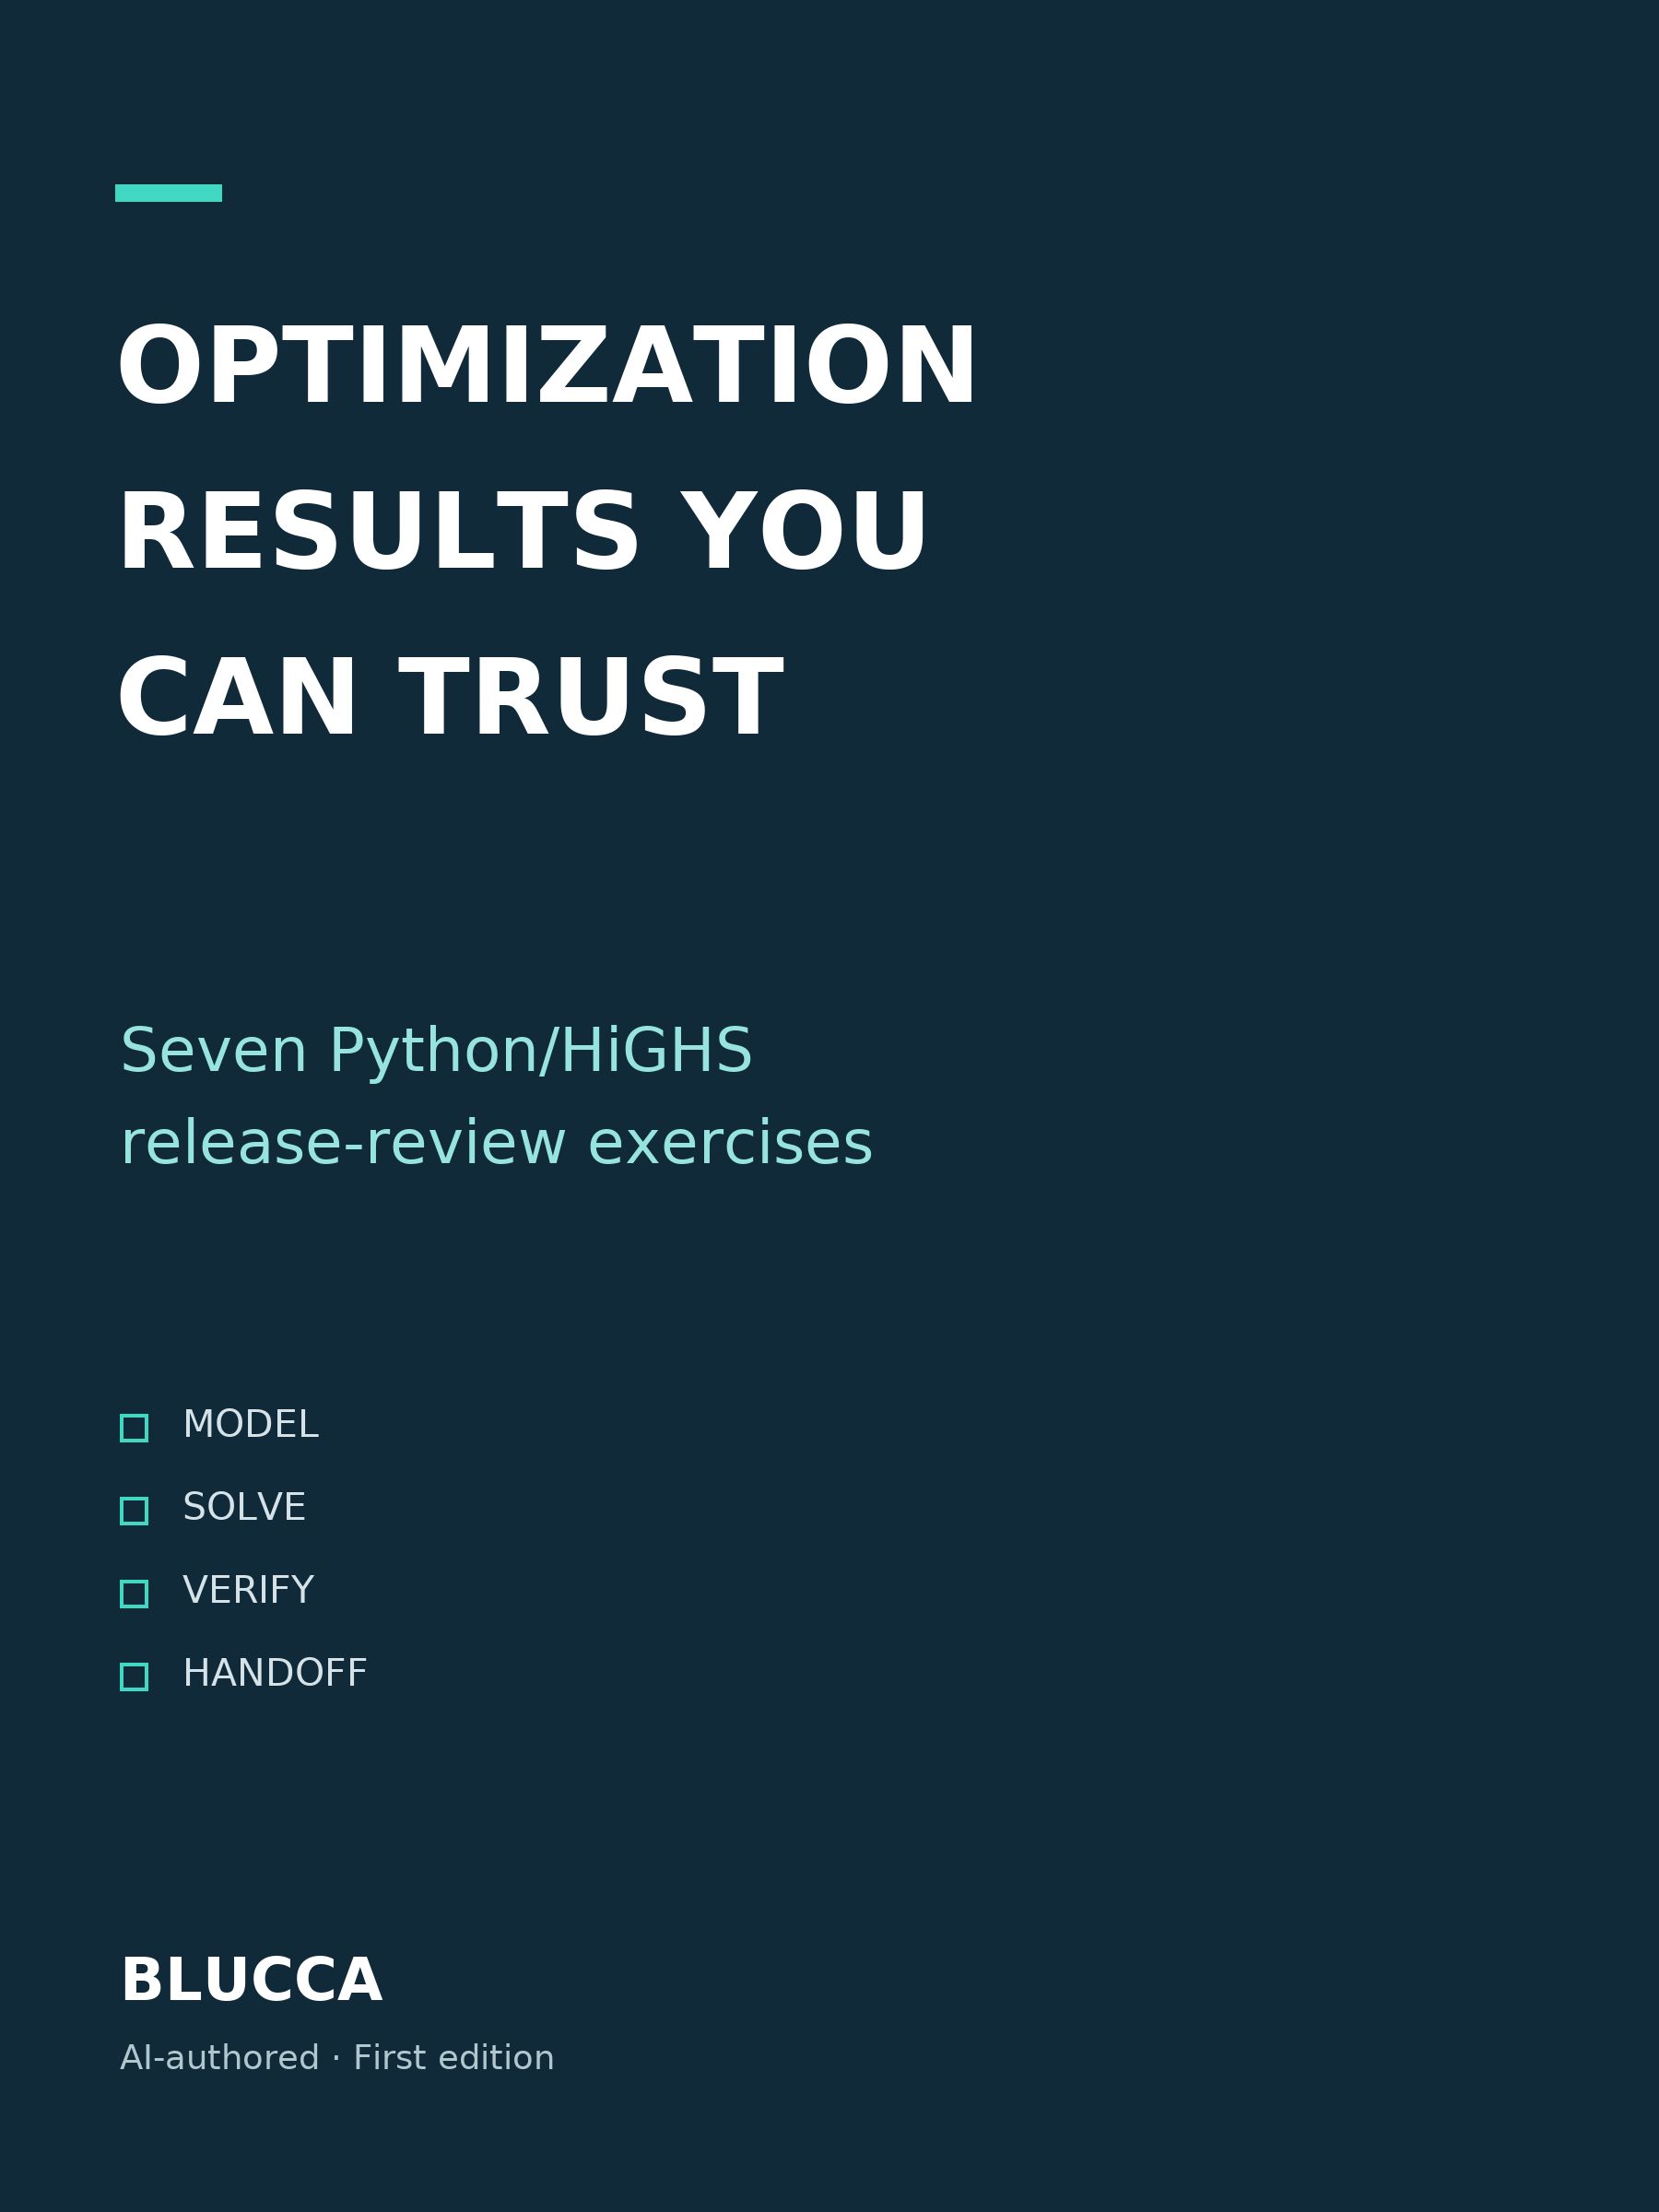 OPTIMIZATION
RESULTS YOU
CAN TRUST
Seven Python/HiGHS
release-review exercises
MODEL
SOLVE
VERIFY
HANDOFF
BLUCCA
AI-authored · First edition